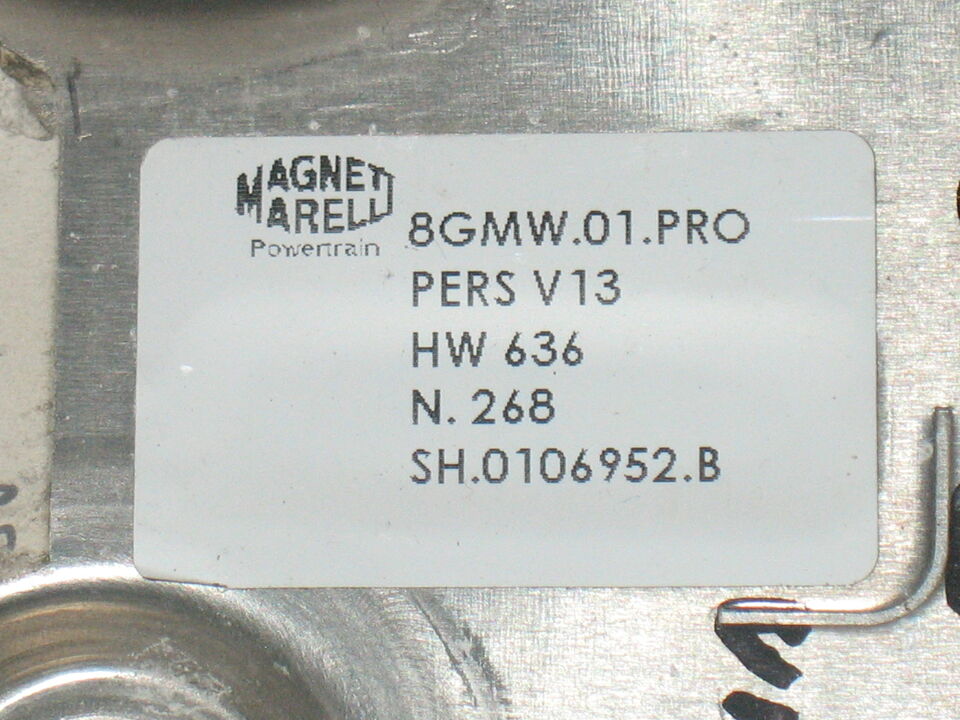 MAGNETI
MARELLI
Powertrain
8GMW.01.PRO
PERS V13
HW 636
N. 268
SH.0106952.B